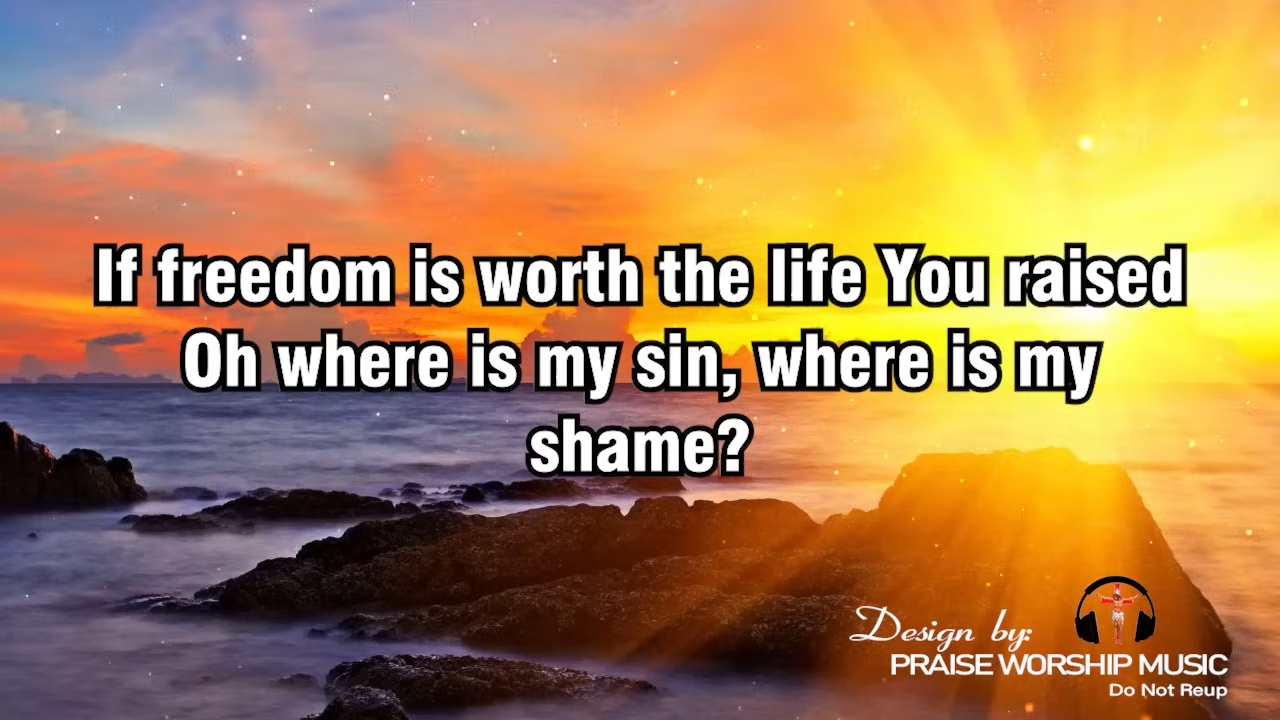 If freedom is worth the life You raised
Oh where is my sin, where is my
shame?
Design by:
PRAISE WORSHIP MUSIC
Do Not Reup